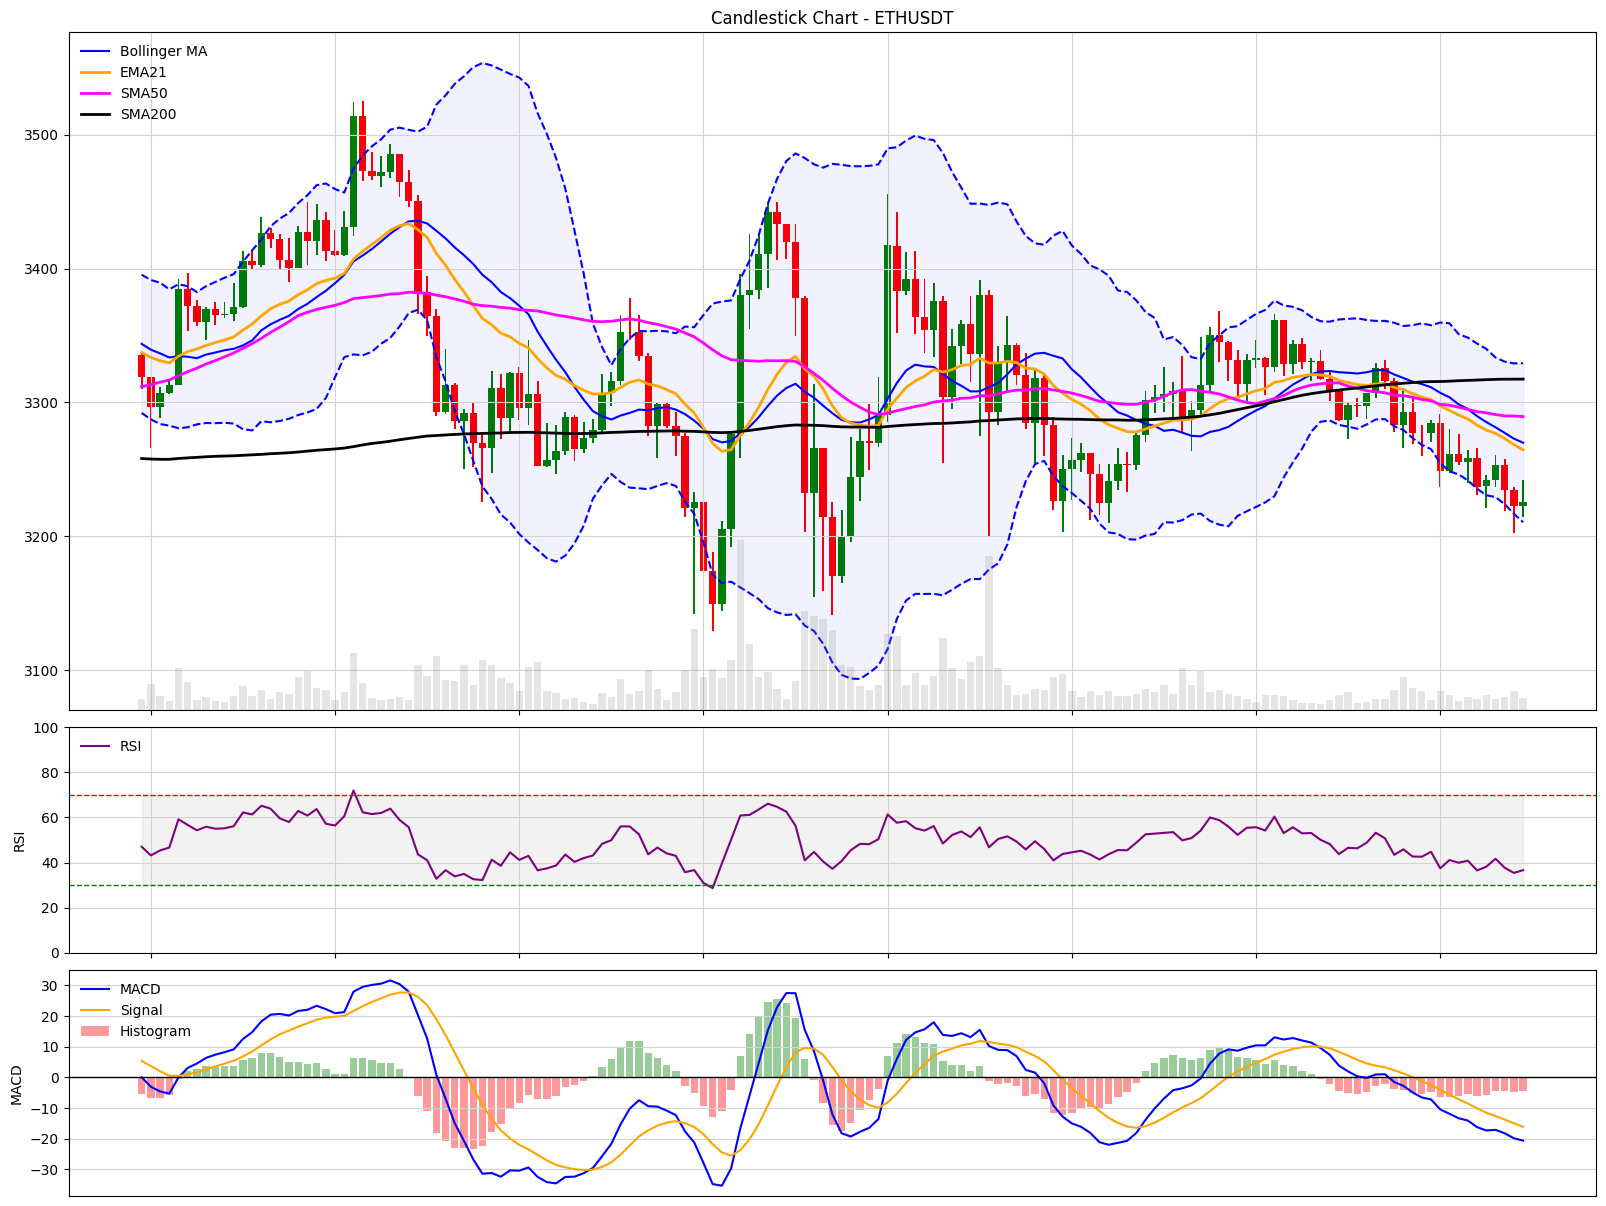 Candlestick Chart - ETHUSDT
Bollinger MA
EMA21
SMA50
SMA200
3500
3400
3300
3200
3100
RSI
100
80
60
40
20
0
RSI
MACD
Signal
Histogram
30
20
10
0
−10
−20
−30
MACD